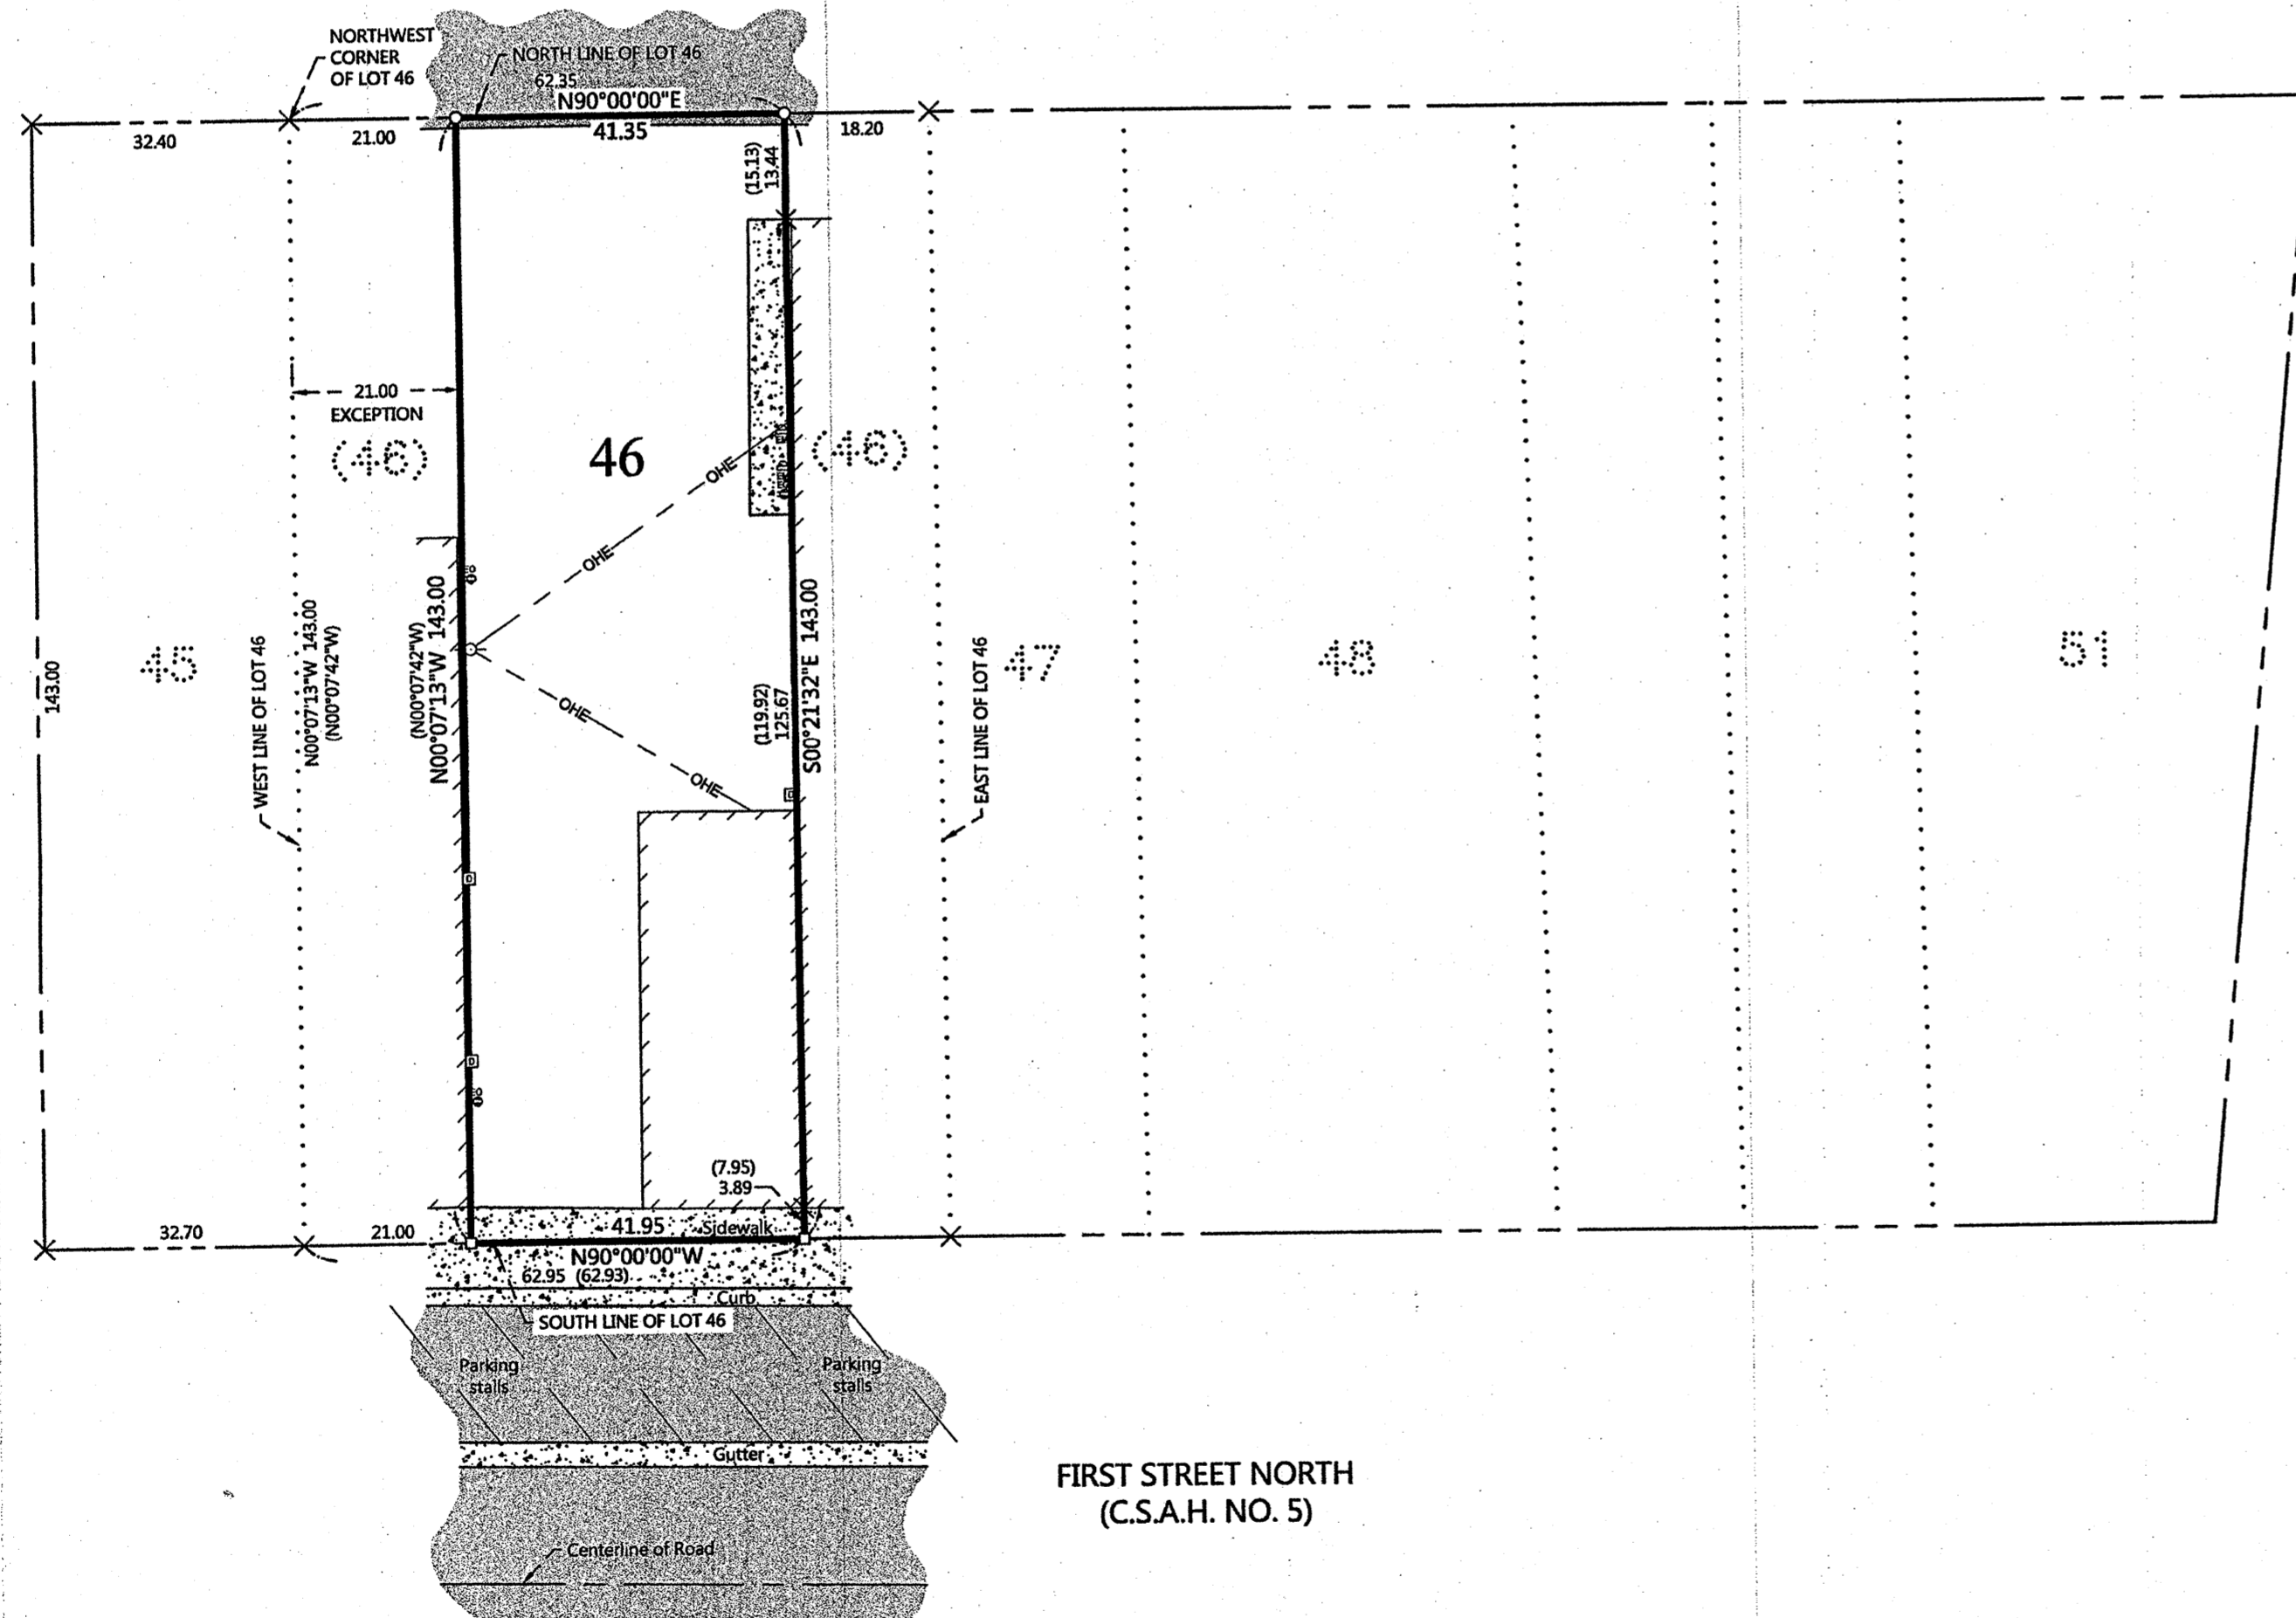 NORTHWEST
CORNER
OF LOT 46
NORTH LINE OF LOT 46
62.35
N90°00'00"E
32.40
21.00
41.35
18.20
(15.13)
13.44
21.00
EXCEPTION
(46)
46
(46)
OHE
OHE
OHE
OHE
45
47
48
51
143.00
WEST LINE OF LOT 46
N00°07'13"W 143.00
(N00°07'42"W)
(N00°07'42"W)
N00°07'13"W 143.00
(119.92)
125.67
S00°21'32"E 143.00
EAST LINE OF LOT 46
D
D
(7.95)
3.89
32.70
21.00
41.95
Sidewalk
N90°00'00"W
62.95 (62.93)
Curb
SOUTH LINE OF LOT 46
Parking
stalls
Parking
stalls
Gutter
FIRST STREET NORTH
(C.S.A.H. NO. 5)
Centerline of Road